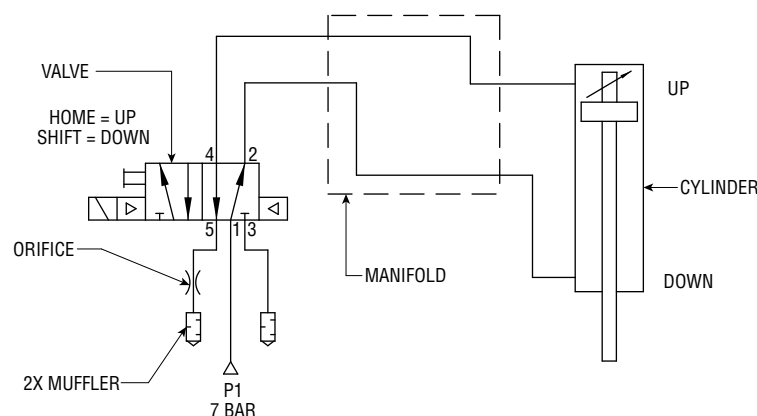 VALVE
HOME = UP
SHIFT = DOWN
4 2
5 1 3
ORIFICE
2X MUFFLER
P1
7 BAR
MANIFOLD
UP
CYLINDER
DOWN